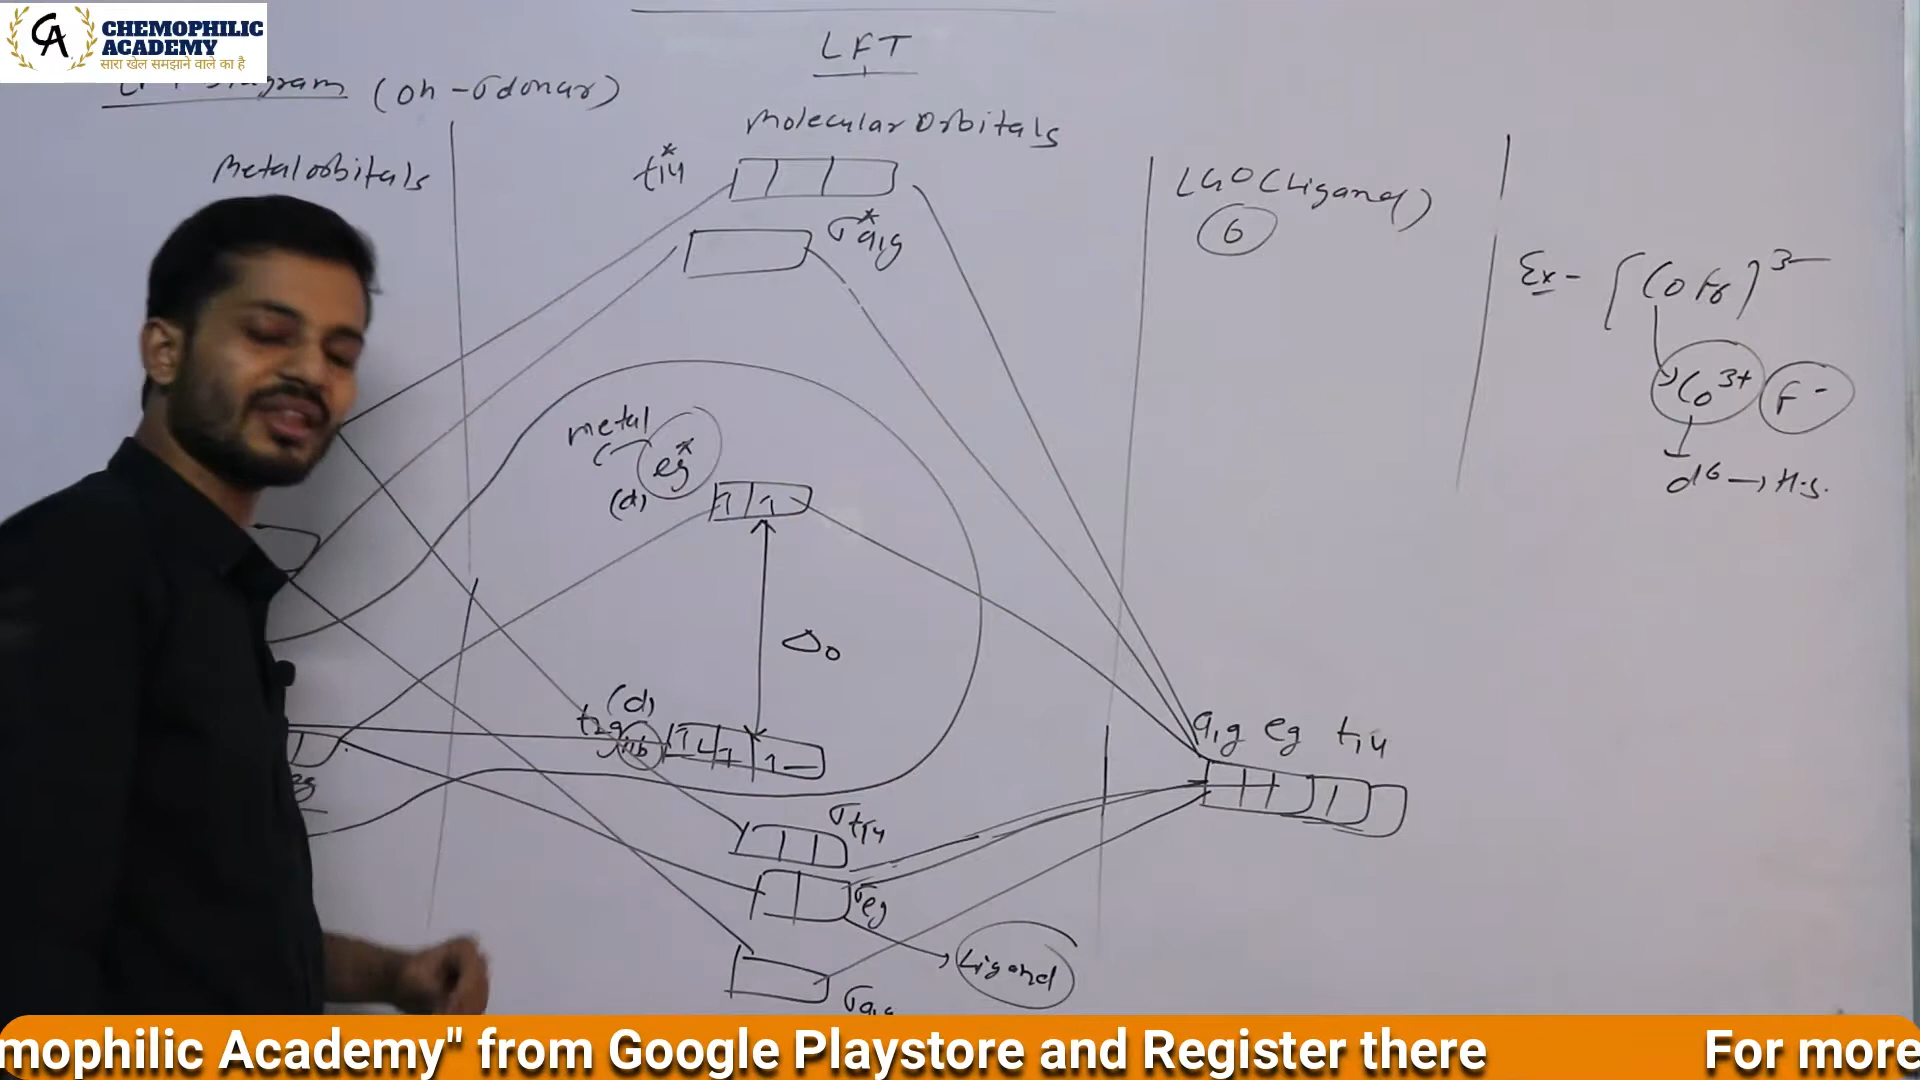 CHEMOPHILIC
ACADEMY
सारा खेल समझाने वाले का है
LFT
Diagram (Oh - σ donar)
Molecular Orbitals
Metal orbitals
t1u*
σ*a1g
LGO (Ligand)
6
Ex - [CoF6]3-
Co3+ F-
d6 → H.s.
metal
eg*
(d)
Δo
(d)
t2g
a1g eg t1u
σt1u
σeg
Ligand
mophilic Academy" from Google Playstore and Register there For more